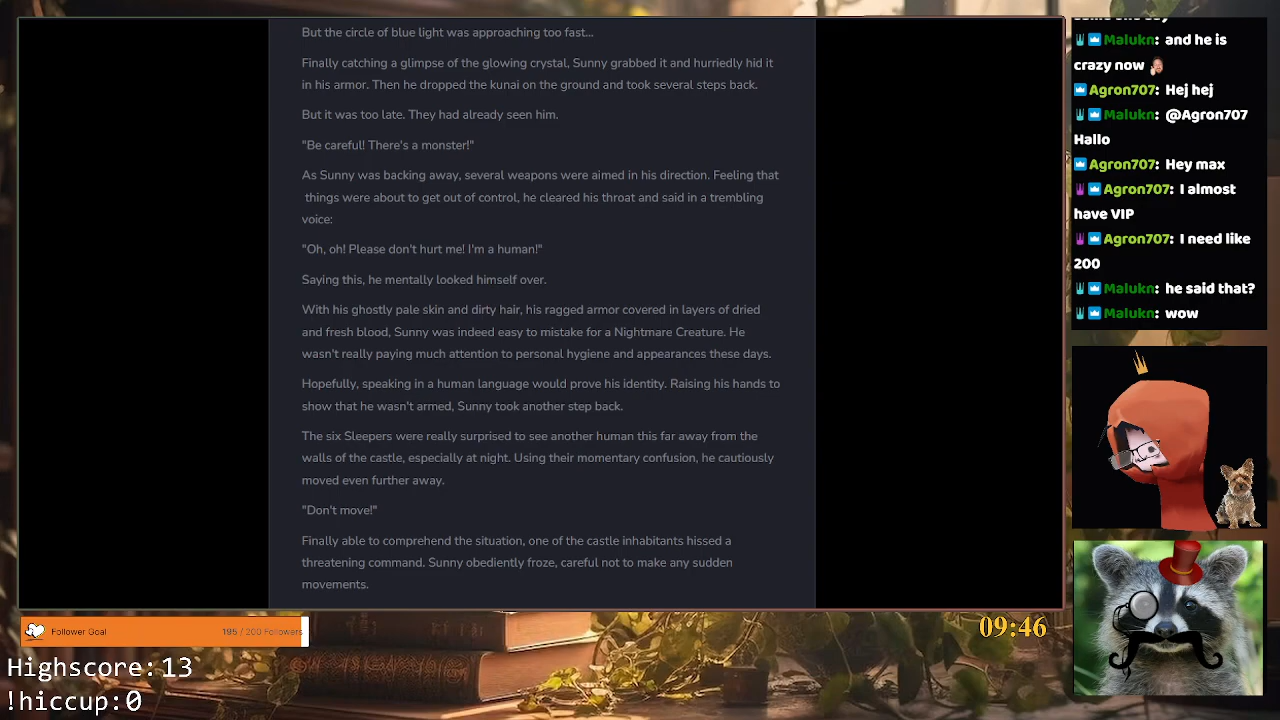 But the circle of blue light was approaching too fast...
Finally catching a glimpse of the glowing crystal, Sunny grabbed it and hurriedly hid it
in his armor. Then he dropped the kunai on the ground and took several steps back.
But it was too late. They had already seen him.
"Be careful! There's a monster!"
As Sunny was backing away, several weapons were aimed in his direction. Feeling that
things were about to get out of control, he cleared his throat and said in a trembling
voice:
"Oh, oh! Please don't hurt me! I'm a human!"
Saying this, he mentally looked himself over.
With his ghostly pale skin and dirty hair, his ragged armor covered in layers of dried
and fresh blood, Sunny was indeed easy to mistake for a Nightmare Creature. He
wasn't really paying much attention to personal hygiene and appearances these days.
Hopefully, speaking in a human language would prove his identity. Raising his hands to
show that he wasn't armed, Sunny took another step back.
The six Sleepers were really surprised to see another human this far away from the
walls of the castle, especially at night. Using their momentary confusion, he cautiously
moved even further away.
"Don't move!"
Finally able to comprehend the situation, one of the castle inhabitants hissed a
threatening command. Sunny obediently froze, careful not to make any sudden
movements.
Malukn: and he is
crazy now
Agron707: Hej hej
Malukn: @Agron707
Hallo
Agron707: Hey max
Agron707: I almost
have VIP
Agron707: I need like
200
Malukn: he said that?
Malukn: wow
Follower Goal
195 / 200 Followers
09:46
Highscore:13
!hiccup:0